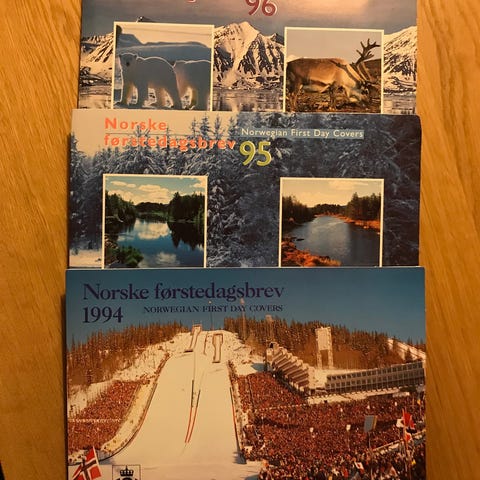 96
Norske
førstedagsbrev
Norwegian First Day Covers
95
Norske førstedagsbrev
1994
NORWEGIAN FIRST DAY COVERS